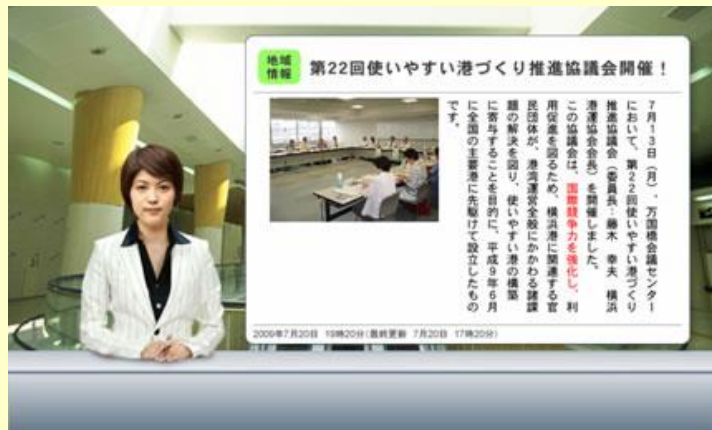 地域
情報
第22回使いやすい港づくり推進協議会開催！
７月１３日（月）、万国橋会議センター
において、第２２回使いやすい港づくり
推進協議会（委員長：藤木　幸夫　横浜
港運協会会長）を開催しました。
この協議会は、国際競争力を強化し、利
用促進を図るため、横浜港に関連する官
民団体が、港湾運営全般にかかわる諸課
題の解決を図り、使いやすい港の構築
に寄与することを目的に、平成９年６月
に全国の主要港に先駆けて設立したもの
です。
2009年7月20日　19時20分（最終更新　7月20日　17時20分）